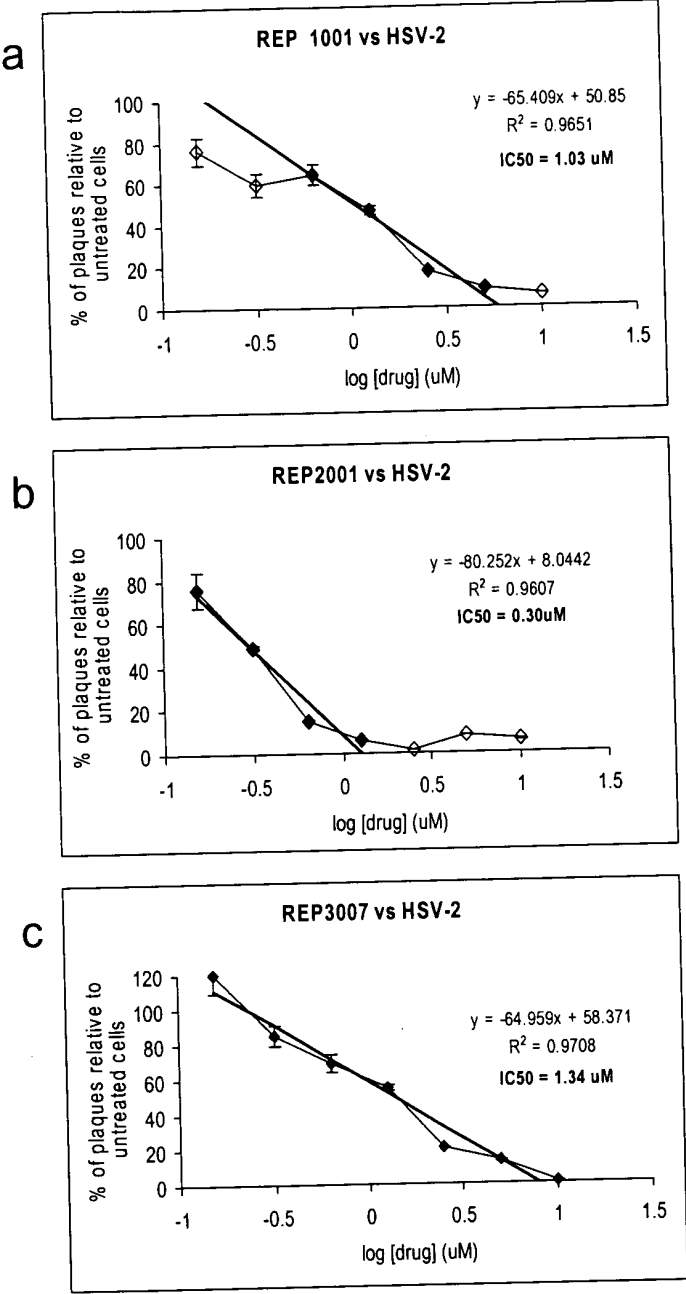 a
REP 1001 vs HSV-2
y = -65.409x + 50.85
R² = 0.9651
IC50 = 1.03 uM
% of plaques relative to
untreated cells
100
80
60
40
20
0
-1 -0.5 0 0.5 1 1.5
log [drug] (uM)
b
REP2001 vs HSV-2
y = -80.252x + 8.0442
R² = 0.9607
IC50 = 0.30uM
% of plaques relative to
untreated cells
100
80
60
40
20
0
-1 -0.5 0 0.5 1 1.5
log [drug] (uM)
c
REP3007 vs HSV-2
y = -64.959x + 58.371
R² = 0.9708
IC50 = 1.34 uM
% of plaques relative to
untreated cells
120
100
80
60
40
20
0
-1 -0.5 0 0.5 1 1.5
log [drug] (uM)